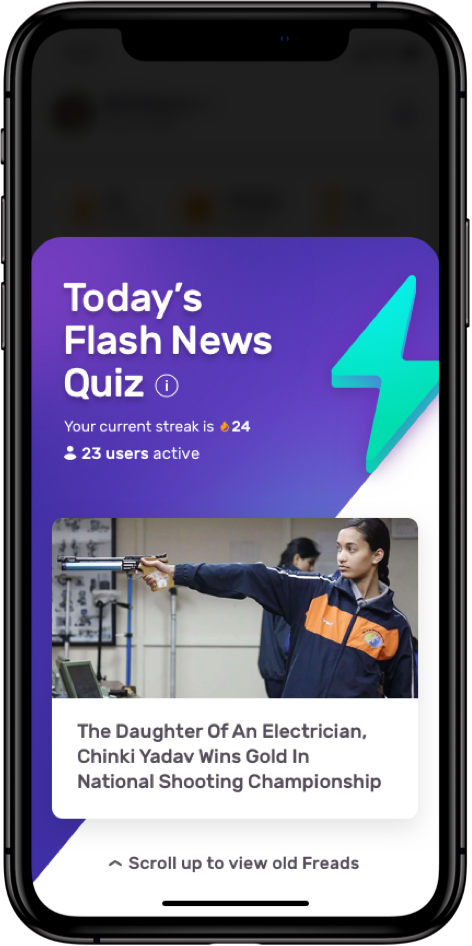 Today's
Flash News
Quiz
Your current streak is 24
23 users active
The Daughter Of An Electrician,
Chinki Yadav Wins Gold In
National Shooting Championship
Scroll up to view old Freads